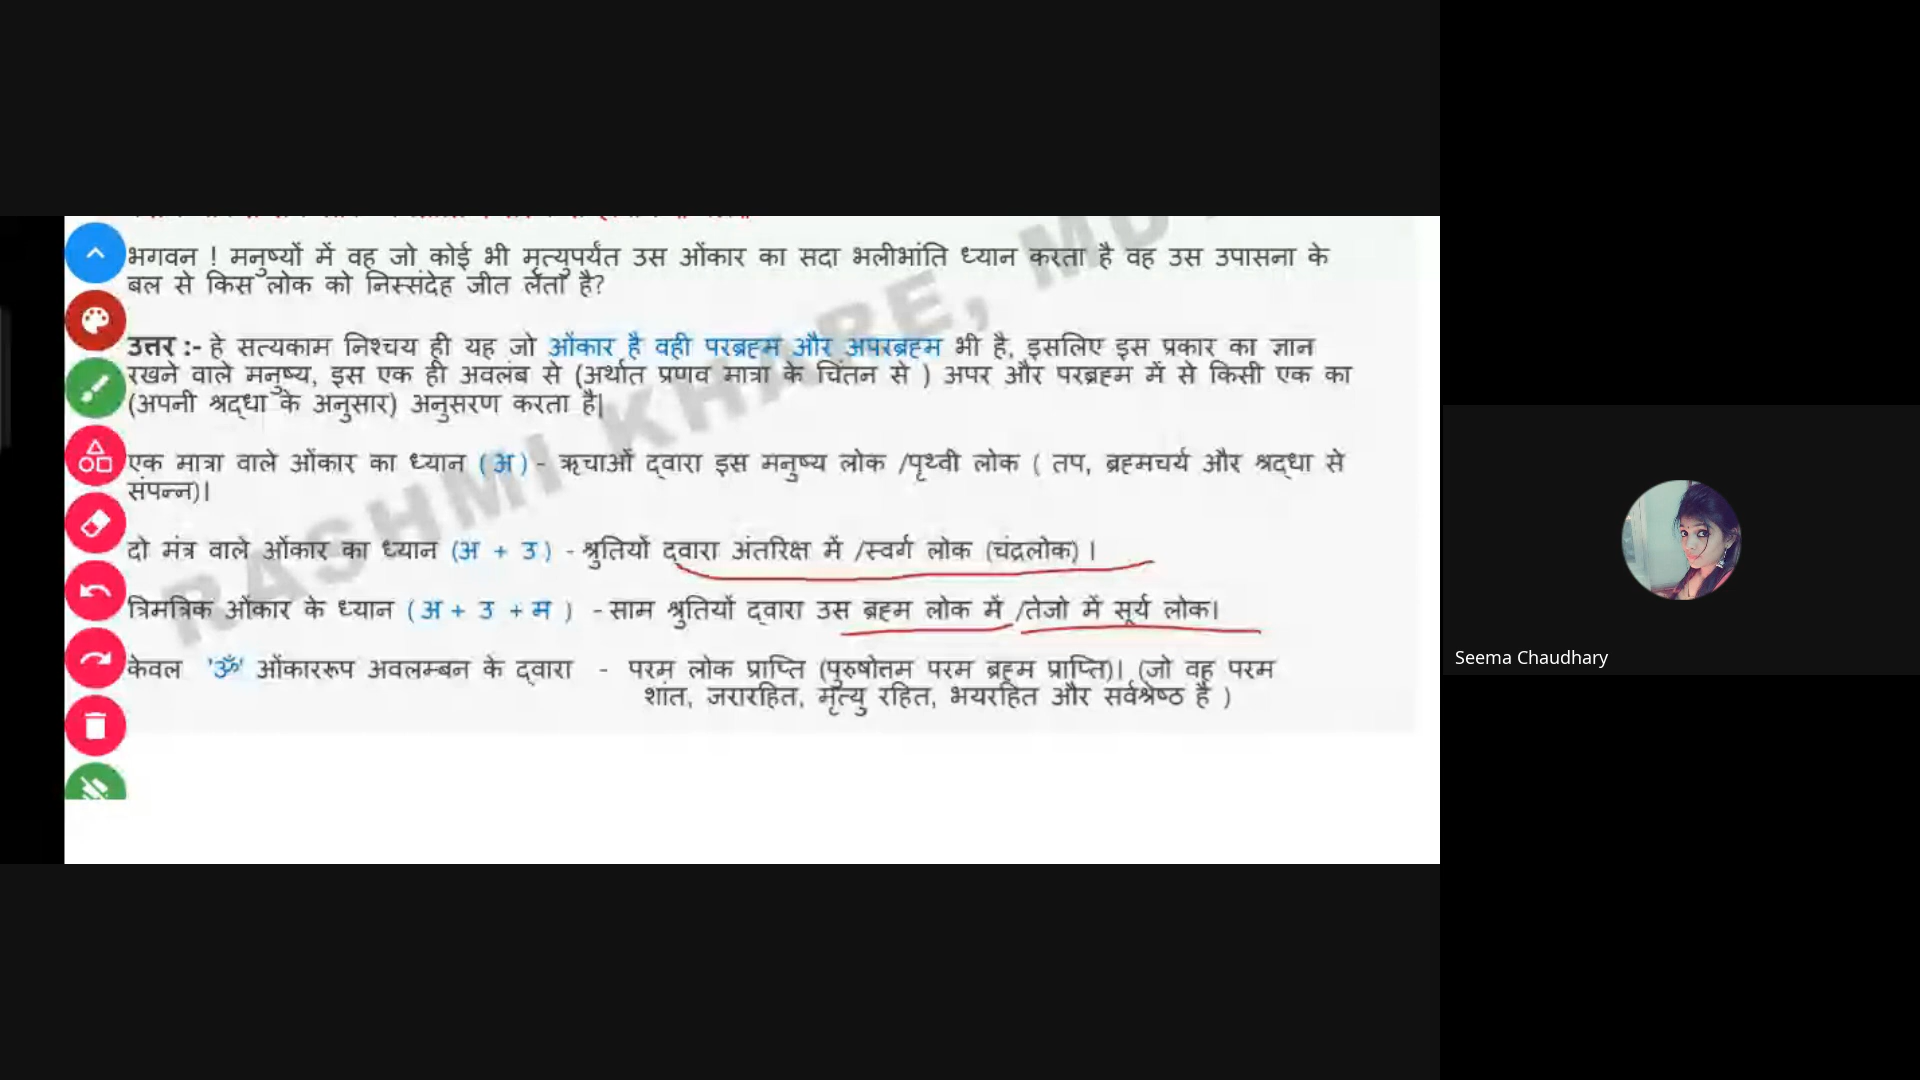 भगवन ! मनुष्यों में वह जो कोई भी मृत्युपर्यंत उस ओंकार का सदा भलीभांति ध्यान करता है वह उस उपासना के
बल से किस लोक को निस्संदेह जीत लेता है?
उत्तर :- हे सत्यकाम निश्चय ही यह जो ओंकार है वही परब्रह्म और अपरब्रह्म भी है, इसलिए इस प्रकार का ज्ञान
रखने वाले मनुष्य, इस एक ही अवलंब से (अर्थात प्रणव मात्रा के चिंतन से ) अपर और परब्रह्म में से किसी एक का
(अपनी श्रद्धा के अनुसार) अनुसरण करता है|
एक मात्रा वाले ओंकार का ध्यान ( अ ) - ऋचाओं द्वारा इस मनुष्य लोक /पृथ्वी लोक ( तप, ब्रह्मचर्य और श्रद्धा से
संपन्न)।
दो मंत्र वाले ओंकार का ध्यान (अ + उ ) - श्रुतियों द्वारा अंतरिक्ष में /स्वर्ग लोक (चंद्रलोक) ।
त्रिमत्रिक ओंकार के ध्यान ( अ + उ + म ) - साम श्रुतियों द्वारा उस ब्रह्म लोक में /तेजो में सूर्य लोक।
केवल 'ॐ' ओंकाररूप अवलम्बन के द्वारा - परम लोक प्राप्ति (पुरुषोत्तम परम ब्रह्म प्राप्ति)। (जो वह परम
शांत, जरारहित, मृत्यु रहित, भयरहित और सर्वश्रेष्ठ है )
RASHMI KHARE, MD
Seema Chaudhary